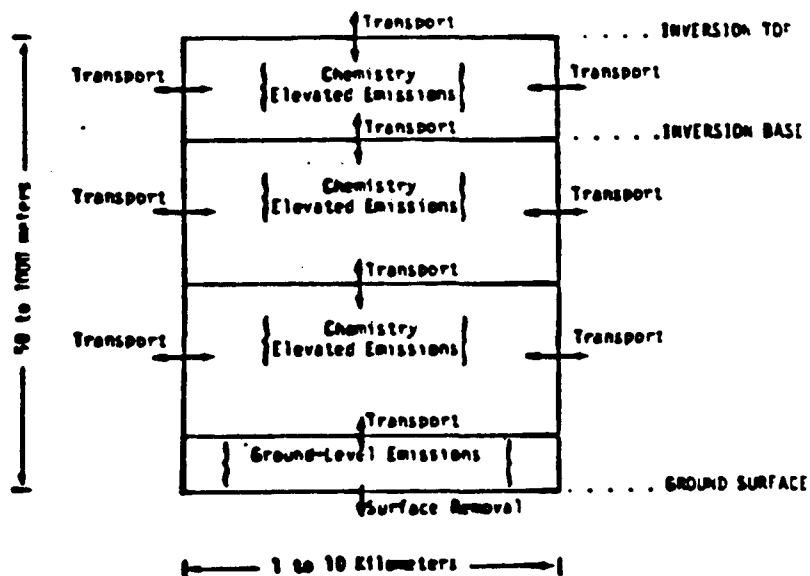 Transport
. . . . INVERSION TOP
Transport
Chemistry
Elevated Emissions
Transport
Transport
. . . . . INVERSION BASE
Transport
Chemistry
Elevated Emissions
Transport
Transport
Transport
Chemistry
Elevated Emissions
Transport
Transport
Ground-Level Emissions
. . . . . GROUND SURFACE
Surface Removal
50 to 1000 meters
1 to 10 Kilometers